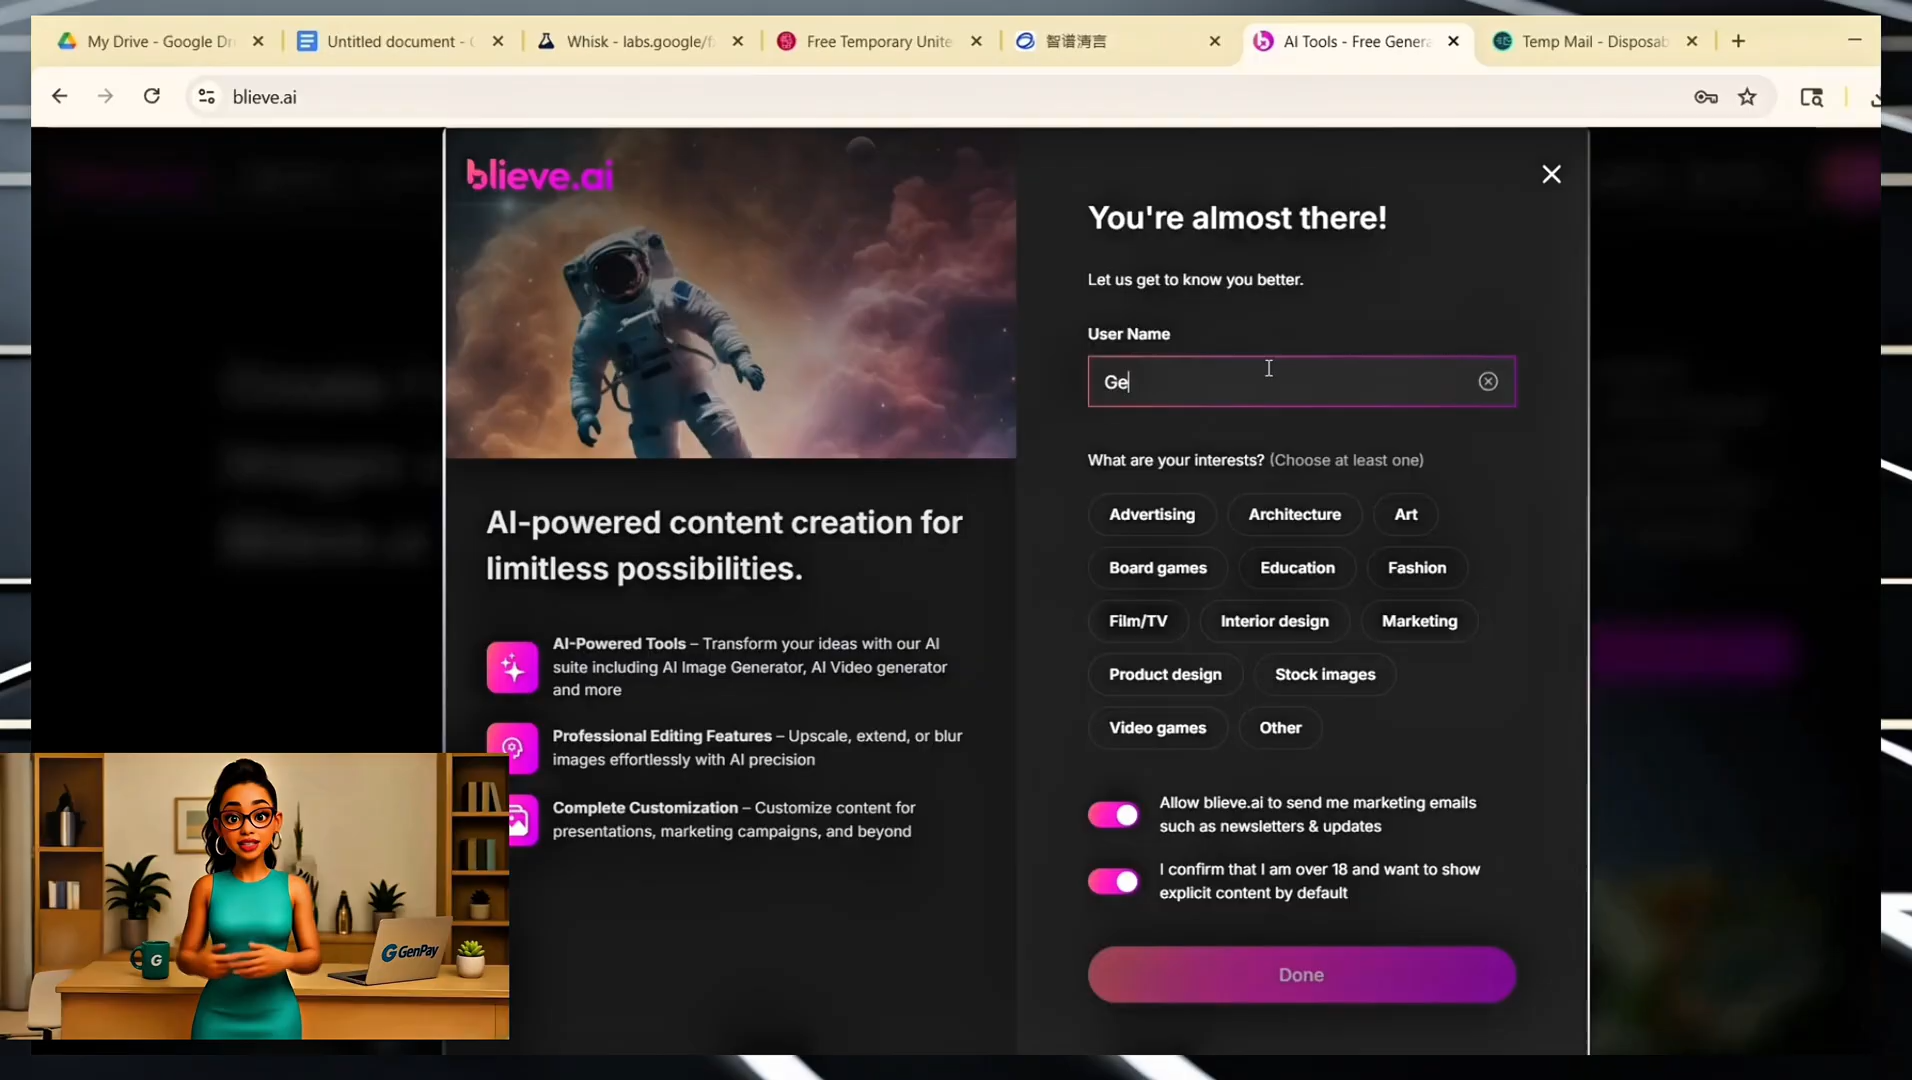 My Drive - Google Dr
Untitled document - G
Whisk - labs.google/f
Free Temporary Unite
智谱清言
AI Tools - Free Genera
Temp Mail - Disposab
blieve.ai
blieve.ai
AI-powered content creation for
limitless possibilities.
AI-Powered Tools – Transform your ideas with our AI
suite including AI Image Generator, AI Video generator
and more
Professional Editing Features – Upscale, extend, or blur
images effortlessly with AI precision
Complete Customization – Customize content for
presentations, marketing campaigns, and beyond
You're almost there!
Let us get to know you better.
User Name
Ge
What are your interests? (Choose at least one)
Advertising Architecture Art
Board games Education Fashion
Film/TV Interior design Marketing
Product design Stock images
Video games Other
Allow blieve.ai to send me marketing emails
such as newsletters & updates
I confirm that I am over 18 and want to show
explicit content by default
Done
G
GenPay